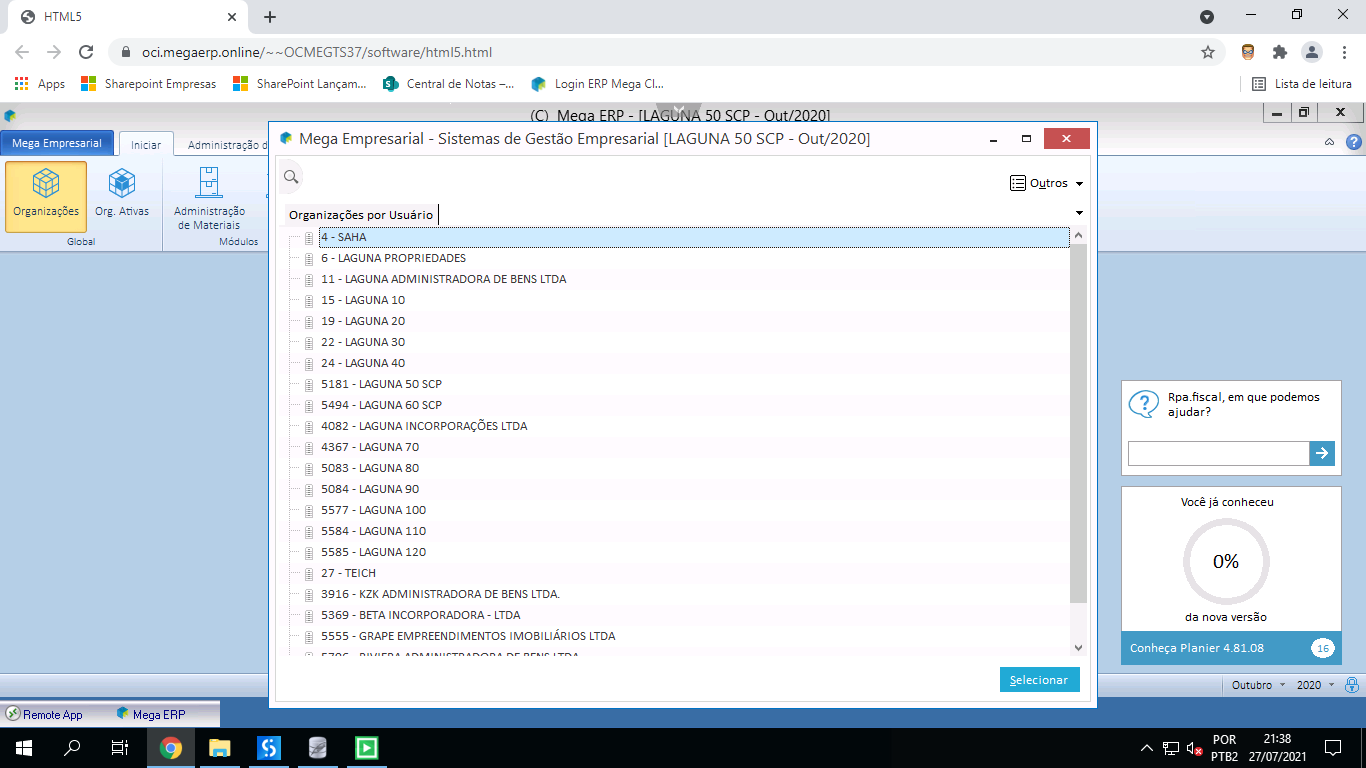 HTML5
oci.megaerp.online/~~OCMEGTS37/software/html5.html
Apps
Sharepoint Empresas
SharePoint Lançam...
Central de Notas –...
Login ERP Mega Cl...
Lista de leitura
(C) Mega ERP - [LAGUNA 50 SCP - Out/2020]
Mega Empresarial
Iniciar
Administração d
Organizações
Org. Ativas
Administração
de Materiais
Global
Módulos
Mega Empresarial - Sistemas de Gestão Empresarial [LAGUNA 50 SCP - Out/2020]
Outros
Organizações por Usuário
4 - SAHA
6 - LAGUNA PROPRIEDADES
11 - LAGUNA ADMINISTRADORA DE BENS LTDA
15 - LAGUNA 10
19 - LAGUNA 20
22 - LAGUNA 30
24 - LAGUNA 40
5181 - LAGUNA 50 SCP
5494 - LAGUNA 60 SCP
4082 - LAGUNA INCORPORAÇÕES LTDA
4367 - LAGUNA 70
5083 - LAGUNA 80
5084 - LAGUNA 90
5577 - LAGUNA 100
5584 - LAGUNA 110
5585 - LAGUNA 120
27 - TEICH
3916 - KZK ADMINISTRADORA DE BENS LTDA.
5369 - BETA INCORPORADORA - LTDA
5555 - GRAPE EMPREENDIMENTOS IMOBILIÁRIOS LTDA
RIVIERA ADMINISTRADORA DE BENS LTDA
Selecionar
Rpa.fiscal, em que podemos
ajudar?
Você já conheceu
0%
da nova versão
Conheça Planier 4.81.08
16
Outubro
2020
Remote App
Mega ERP
POR
PTB2
21:38
27/07/2021